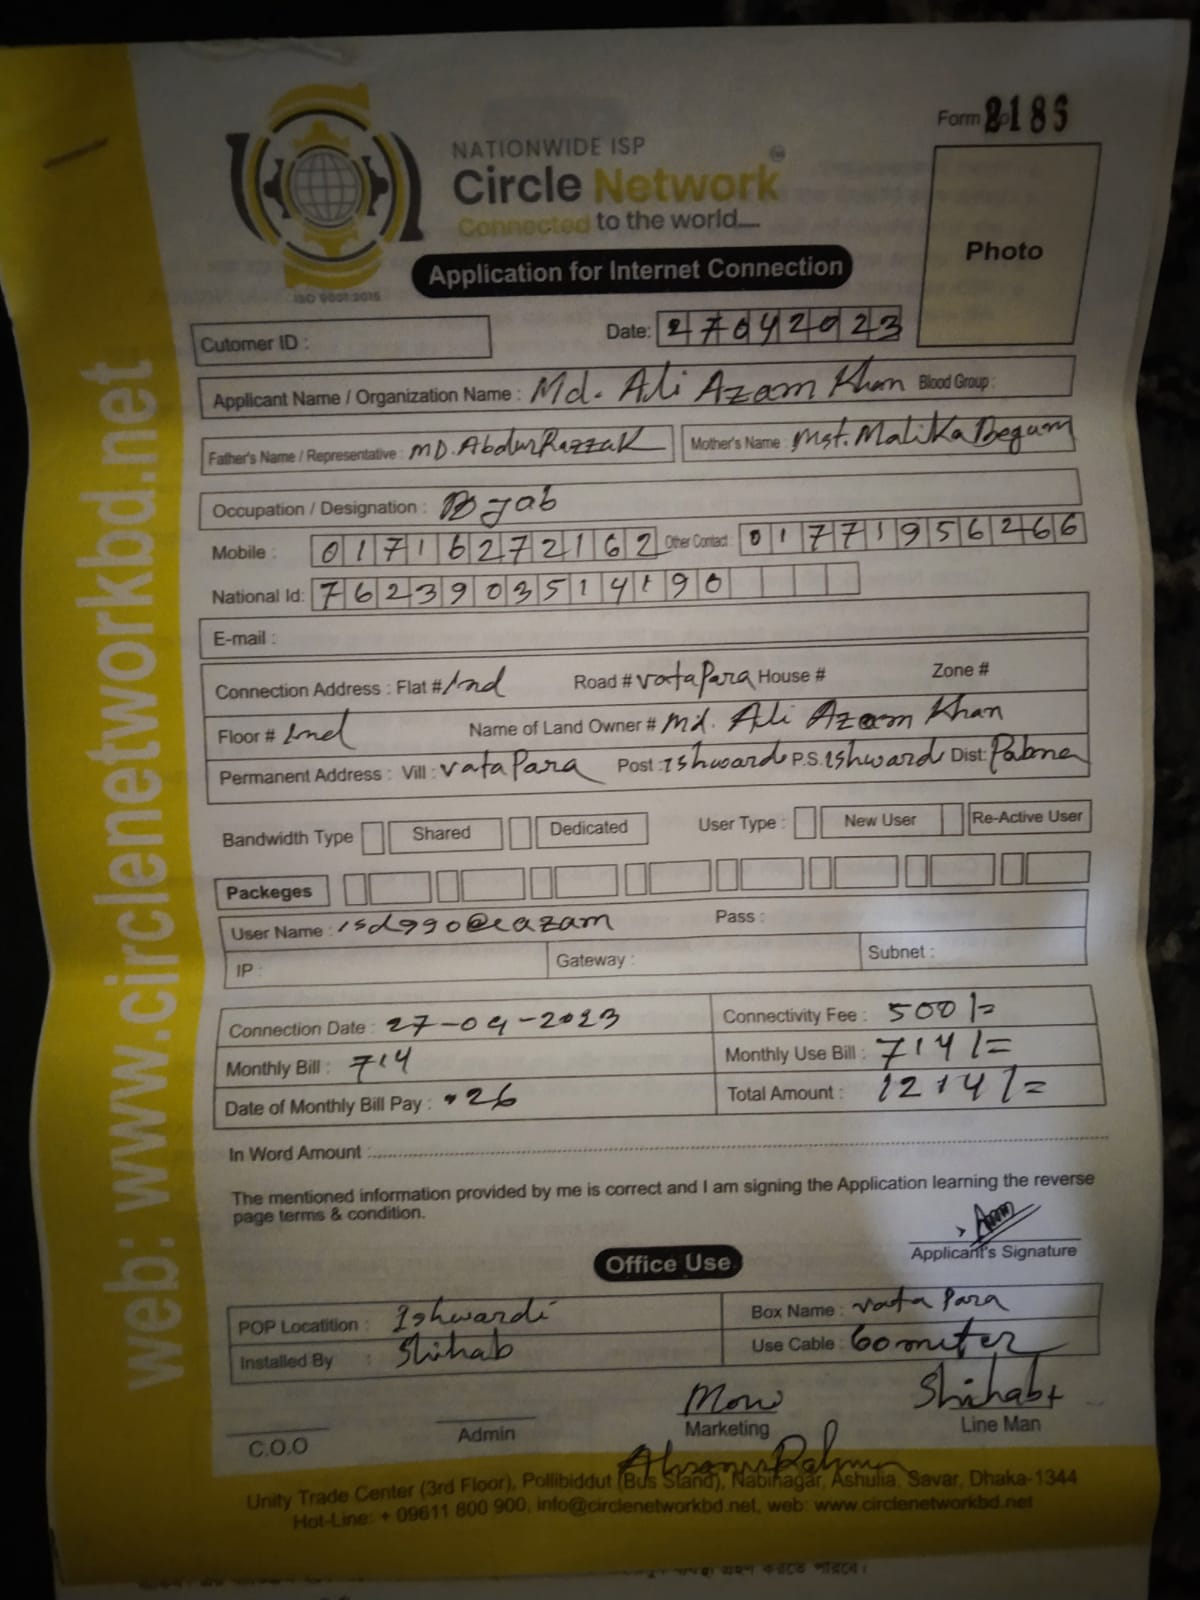 Form 2185
NATIONWIDE ISP
Circle Network
Connected to the world....
ISO 9001:2015
Application for Internet Connection
Photo
Cutomer ID :
Date: 27042023
Applicant Name / Organization Name : Md. Ali Azam Khan Blood Group :
Father's Name / Representative : MD. Abdur Razzak Mother's Name : Mst. Malika Begum
Occupation / Designation : job
Mobile : 01716272162 Other Contact 01771956266
National Id: 7623903514190
E-mail :
Connection Address : Flat # 2nd Road # vata Para House # Zone #
Floor # 2nd Name of Land Owner # Md. Ali Azam Khan
Permanent Address : Vill : vata Para Post : Ishwardi P.S. Ishwardi Dist: Pabna
Bandwidth Type Shared Dedicated User Type : New User Re-Active User
Packeges
User Name : isd990@eazam Pass :
IP : Gateway : Subnet :
Connection Date : 27-04-2023 Connectivity Fee : 500/=
Monthly Bill : 714 Monthly Use Bill : 714/=
Date of Monthly Bill Pay : 26 Total Amount : 1214/=
In Word Amount :
The mentioned information provided by me is correct and I am signing the Application learning the reverse
page terms & condition.
Azam
Applicant's Signature
Office Use
POP Locatition : Ishwardi Box Name : vata Para
Installed By : Shihab Use Cable : 60 miter
Shihab
C.O.O Admin Marketing Line Man
Unity Trade Center (3rd Floor), Pollibiddut (Bus Stand), Nabinagar, Ashulia, Savar, Dhaka-1344
Hot-Line: + 09611 800 900, info@circlenetworkbd.net, web: www.circlenetworkbd.net
web: www.circlenetworkbd.net